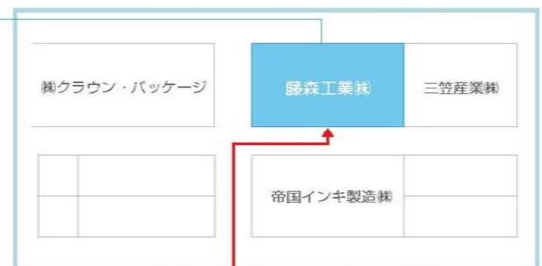 ㈱クラウン・パッケージ
藤森工業㈱
三笠産業㈱
帝国インキ製造㈱